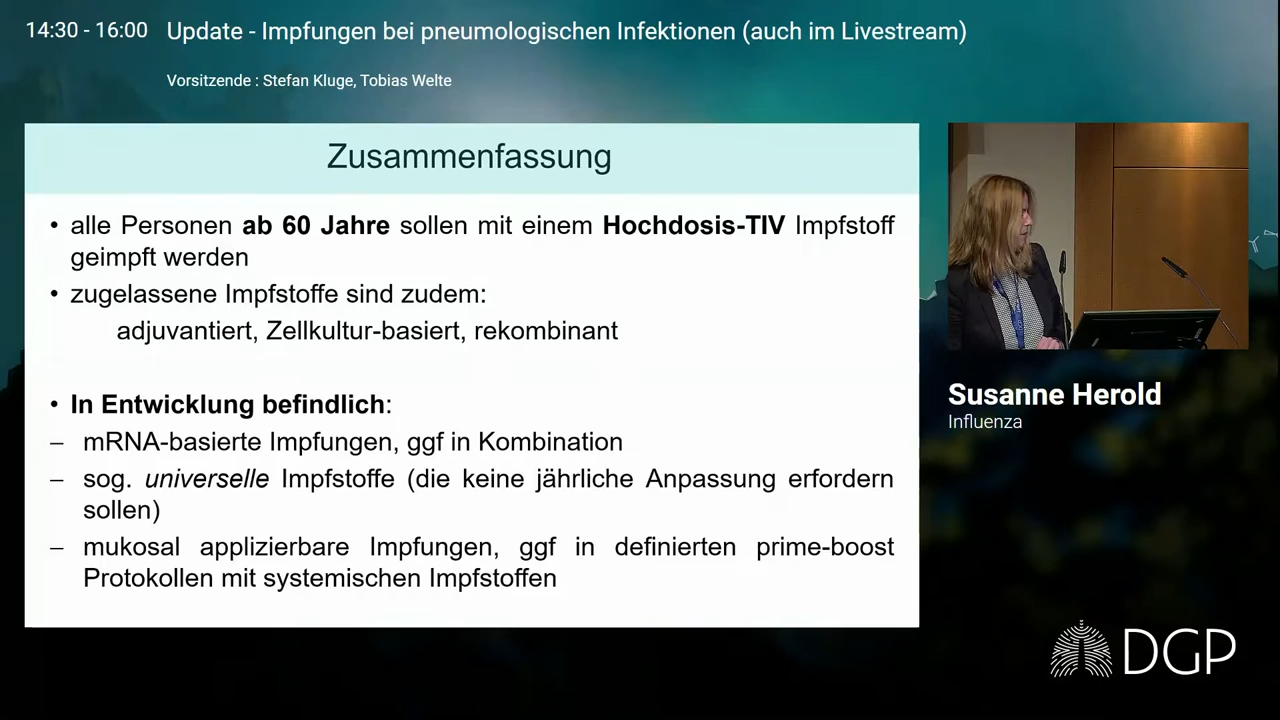 14:30 - 16:00 Update - Impfungen bei pneumologischen Infektionen (auch im Livestream)
Vorsitzende : Stefan Kluge, Tobias Welte
Zusammenfassung
• alle Personen ab 60 Jahre sollen mit einem Hochdosis-TIV Impfstoff
geimpft werden
• zugelassene Impfstoffe sind zudem:
adjuvantiert, Zellkultur-basiert, rekombinant
• In Entwicklung befindlich:
– mRNA-basierte Impfungen, ggf in Kombination
– sog. universelle Impfstoffe (die keine jährliche Anpassung erfordern
sollen)
– mukosal applizierbare Impfungen, ggf in definierten prime-boost
Protokollen mit systemischen Impfstoffen
Susanne Herold
Influenza
DGP